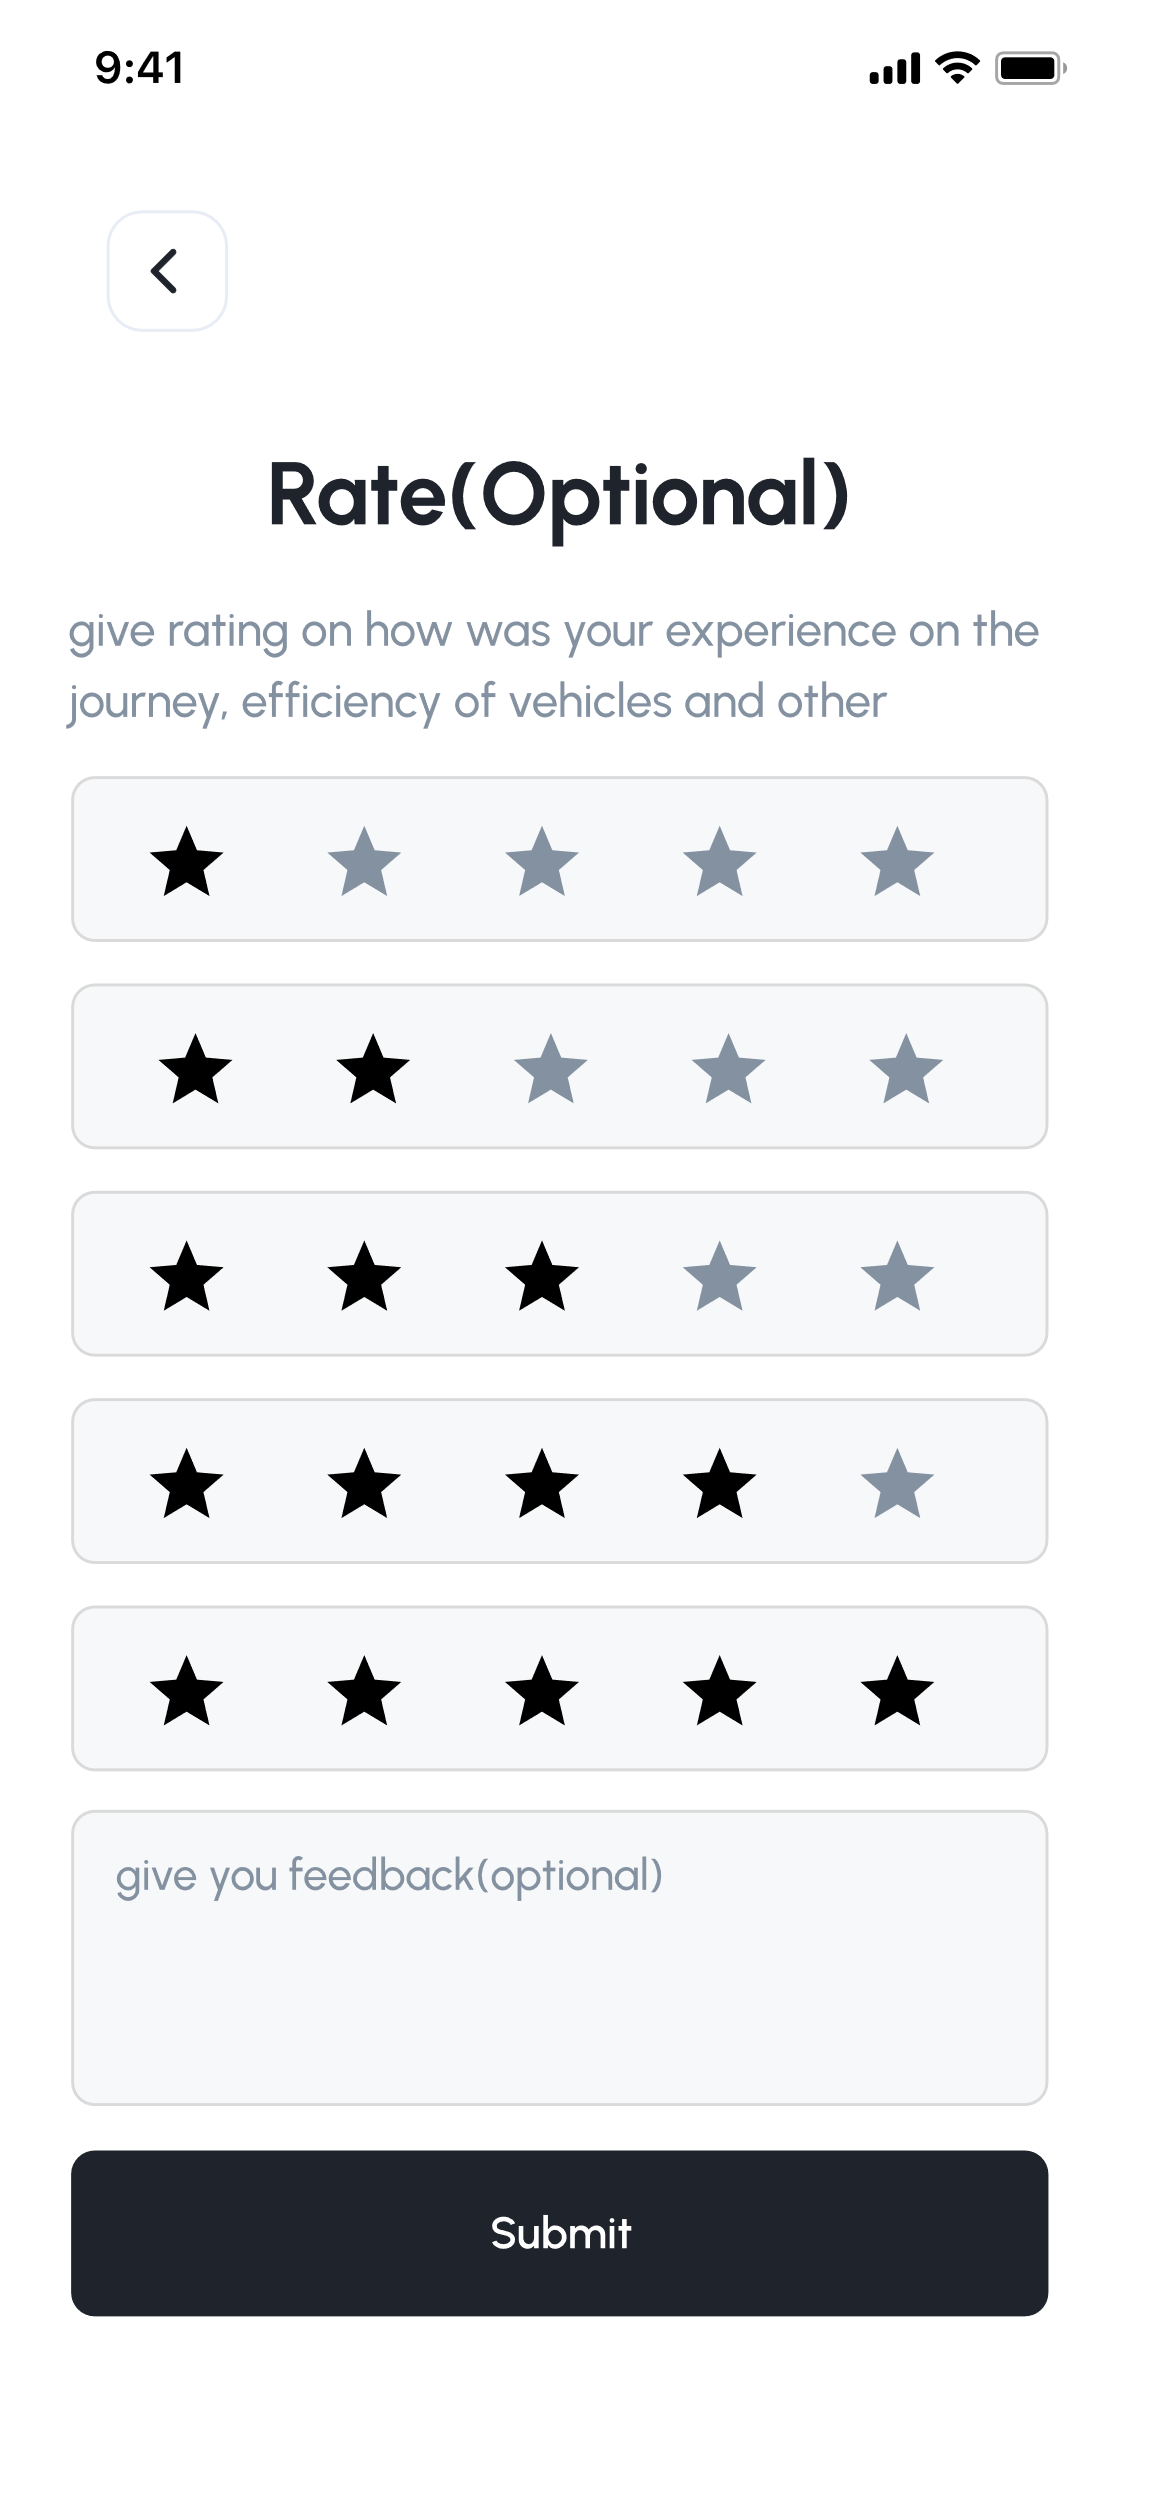 9:41
Rate(Optional)
give rating on how was your experience on the
journey, efficiency of vehicles and other
give you feedback(optional)
Submit